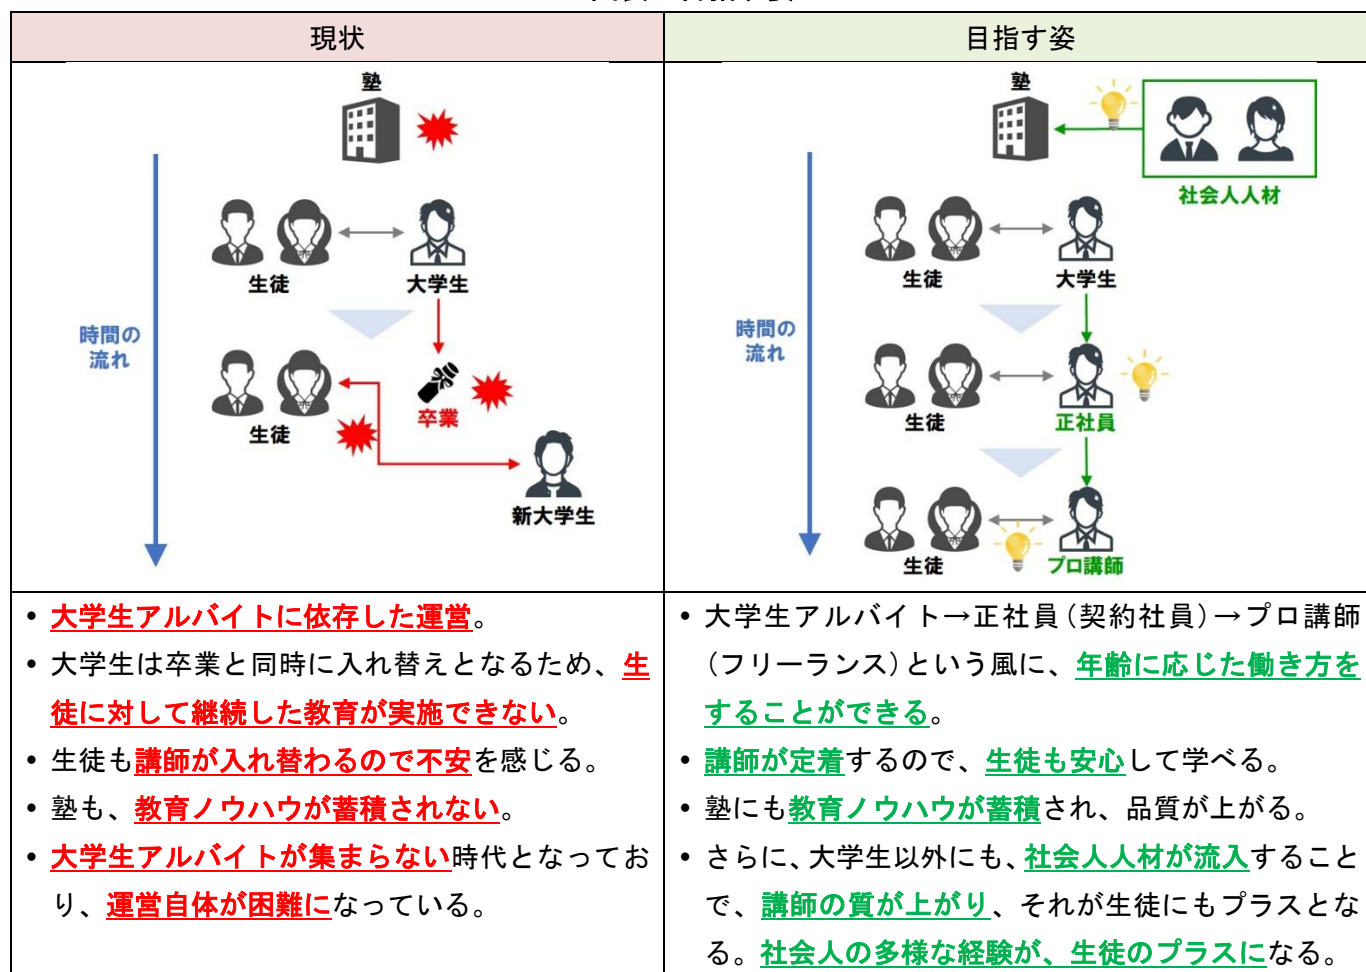 現状
目指す姿
塾
生徒
大学生
時間の
流れ
卒業
生徒
新大学生
塾
社会人人材
生徒
大学生
時間の
流れ
生徒
正社員
生徒
プロ講師
• 大学生アルバイトに依存した運営。
• 大学生は卒業と同時に入れ替えとなるため、生
徒に対して継続した教育が実施できない。
• 生徒も講師が入れ替わるので不安を感じる。
• 塾も、教育ノウハウが蓄積されない。
• 大学生アルバイトが集まらない時代となってお
り、運営自体が困難になっている。
• 大学生アルバイト→正社員（契約社員）→プロ講師
（フリーランス）という風に、年齢に応じた働き方を
することができる。
• 講師が定着するので、生徒も安心して学べる。
• 塾にも教育ノウハウが蓄積され、品質が上がる。
• さらに、大学生以外にも、社会人人材が流入すること
で、講師の質が上がり、それが生徒にもプラスとな
る。社会人の多様な経験が、生徒のプラスになる。